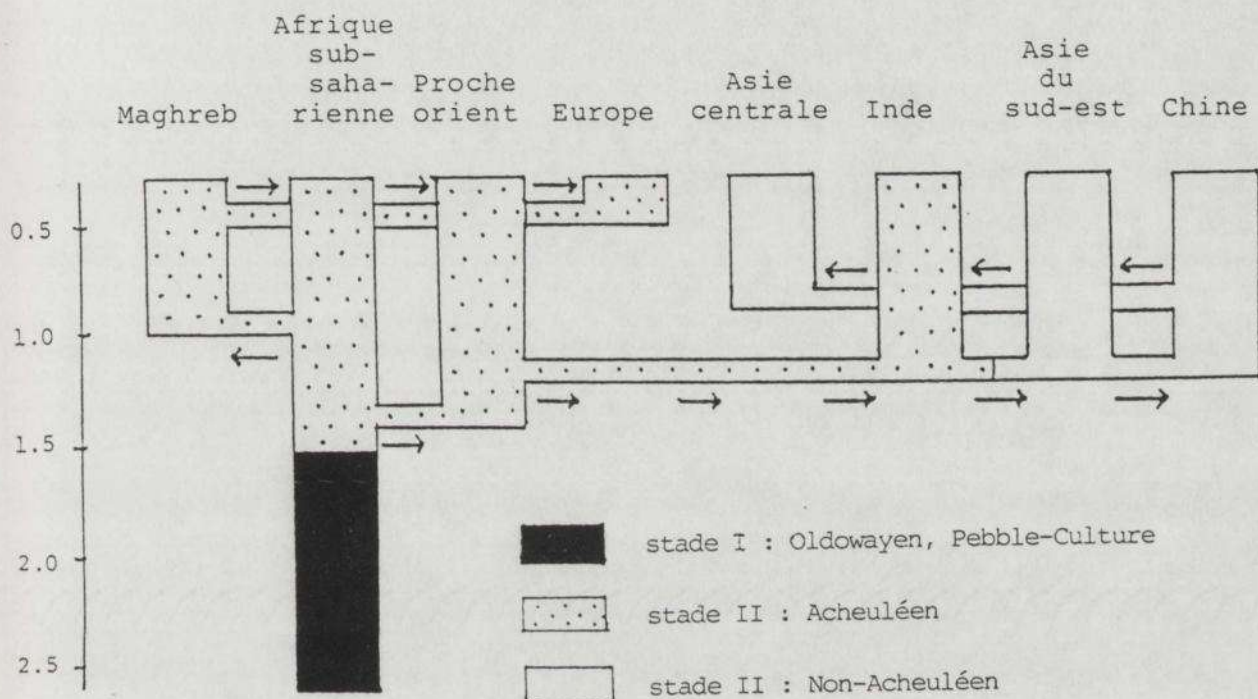 Afrique
sub-
saha-
rienne
Maghreb
Proche
orient
Europe
Asie
centrale
Inde
Asie
du
sud-est
Chine
0.5
1.0
1.5
2.0
2.5
stade I : Oldowayen, Pebble-Culture
stade II : Acheuléen
stade II : Non-Acheuléen